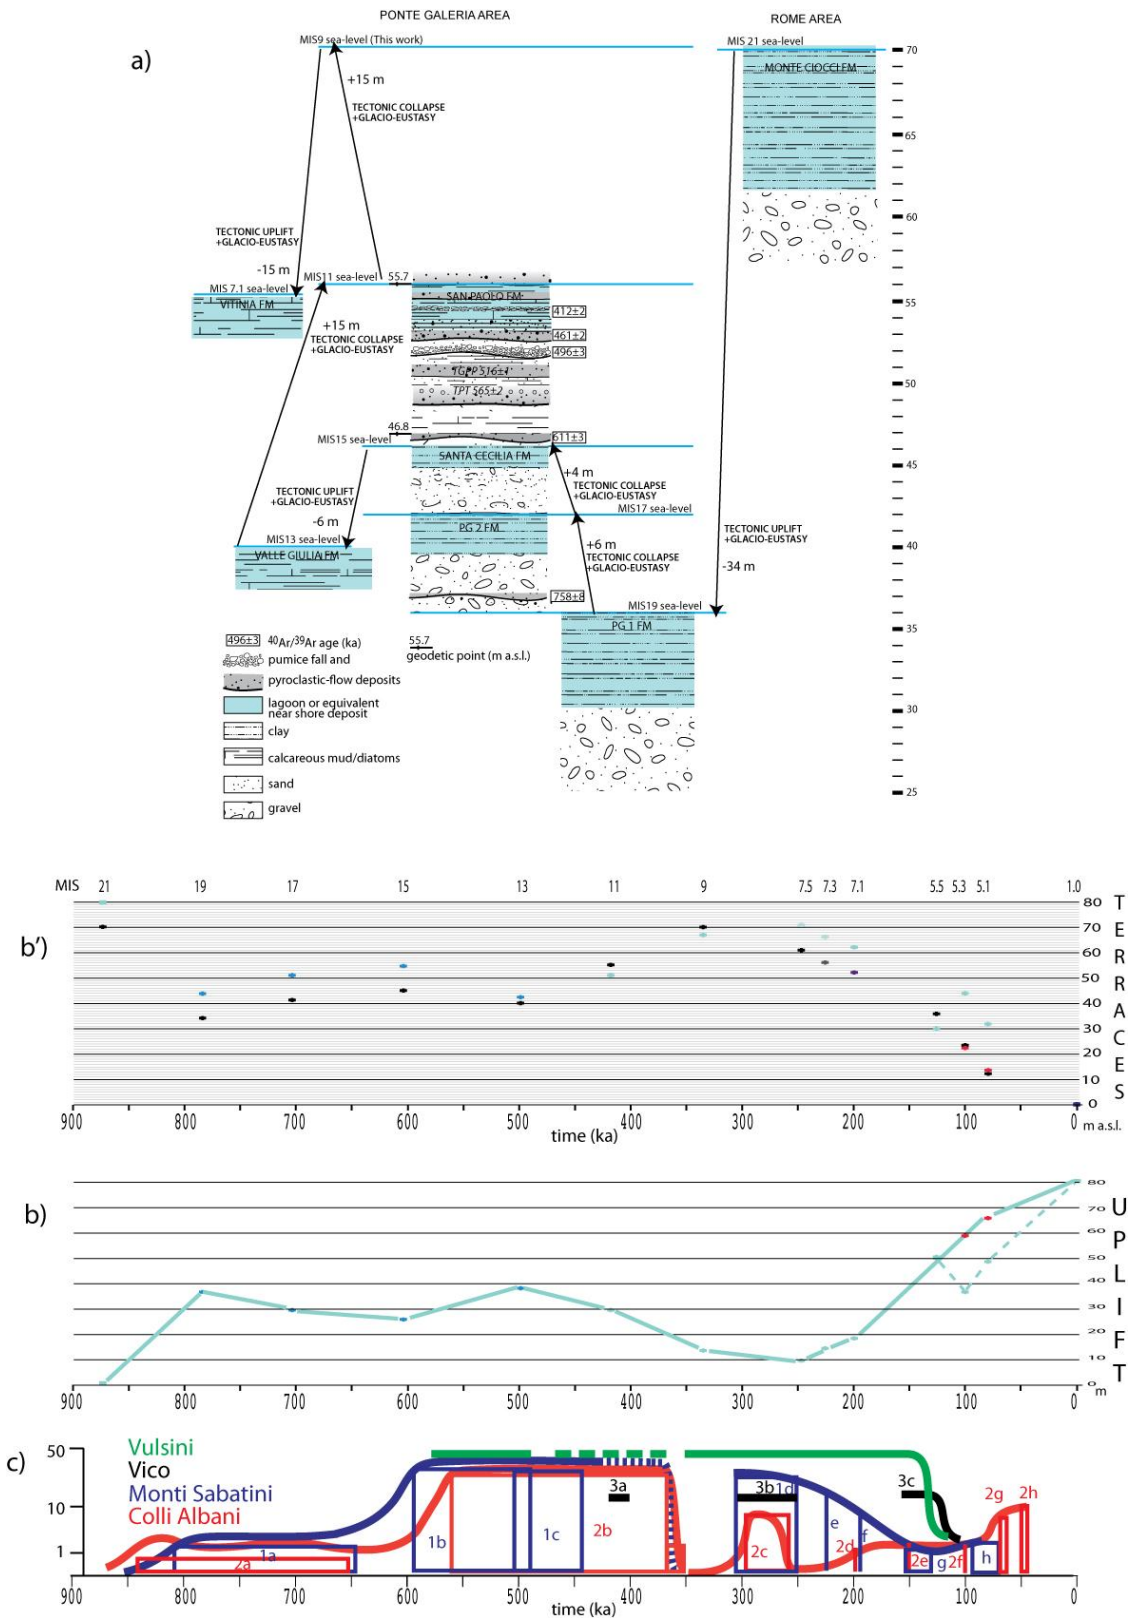 PONTE GALERIA AREA
ROME AREA
a)
MIS9 sea-level (This work)
MIS 21 sea-level
70
MONTE CIOCCI FM
+15 m
TECTONIC COLLAPSE
+GLACIO-EUSTASY
65
60
TECTONIC UPLIFT
+GLACIO-EUSTASY
-15 m
MIS11 sea-level
55.7
MIS 7.1 sea-level
VITINIA FM
SAN PAOLO FM
55
412±2
+15 m
TECTONIC COLLAPSE
+GLACIO-EUSTASY
461±2
496±3
TGPP 516±1
TPT 565±2
50
46.8
MIS15 sea-level
611±3
SANTA CECILIA FM
45
+4 m
TECTONIC COLLAPSE
+GLACIO-EUSTASY
TECTONIC UPLIFT
+GLACIO-EUSTASY
-6 m
MIS17 sea-level
PG 2 FM
MIS13 sea-level
VALLE GIULIA FM
+6 m
TECTONIC COLLAPSE
+GLACIO-EUSTASY
TECTONIC UPLIFT
+GLACIO-EUSTASY
-34 m
40
758±8
MIS19 sea-level
PG 1 FM
35
496±3 40Ar/39Ar age (ka)
55.7
geodetic point (m a.s.l.)
pumice fall and
pyroclastic-flow deposits
lagoon or equivalent
near shore deposit
clay
calcareous mud/diatoms
sand
gravel
30
25
MIS 21 19 17 15 13 11 9 7.5 7.3 7.1 5.5 5.3 5.1 1.0
b')
80
70
60
50
40
30
20
10
0
TERRACES
900 800 700 600 500 400 300 200 100 0 m a.s.l.
time (ka)
b)
80
70
60
50
40
30
20
10
0
m
UPLIFT
900 800 700 600 500 400 300 200 100 0
c)
50
10
1
Vulsini
Vico
Monti Sabatini
Colli Albani
1a
2a
1b
1c
2b
3a
3b
1d
2c
e
2d
f
3c
2e
g
2f
h
2g
2h
900 800 700 600 500 400 300 200 100 0
time (ka)